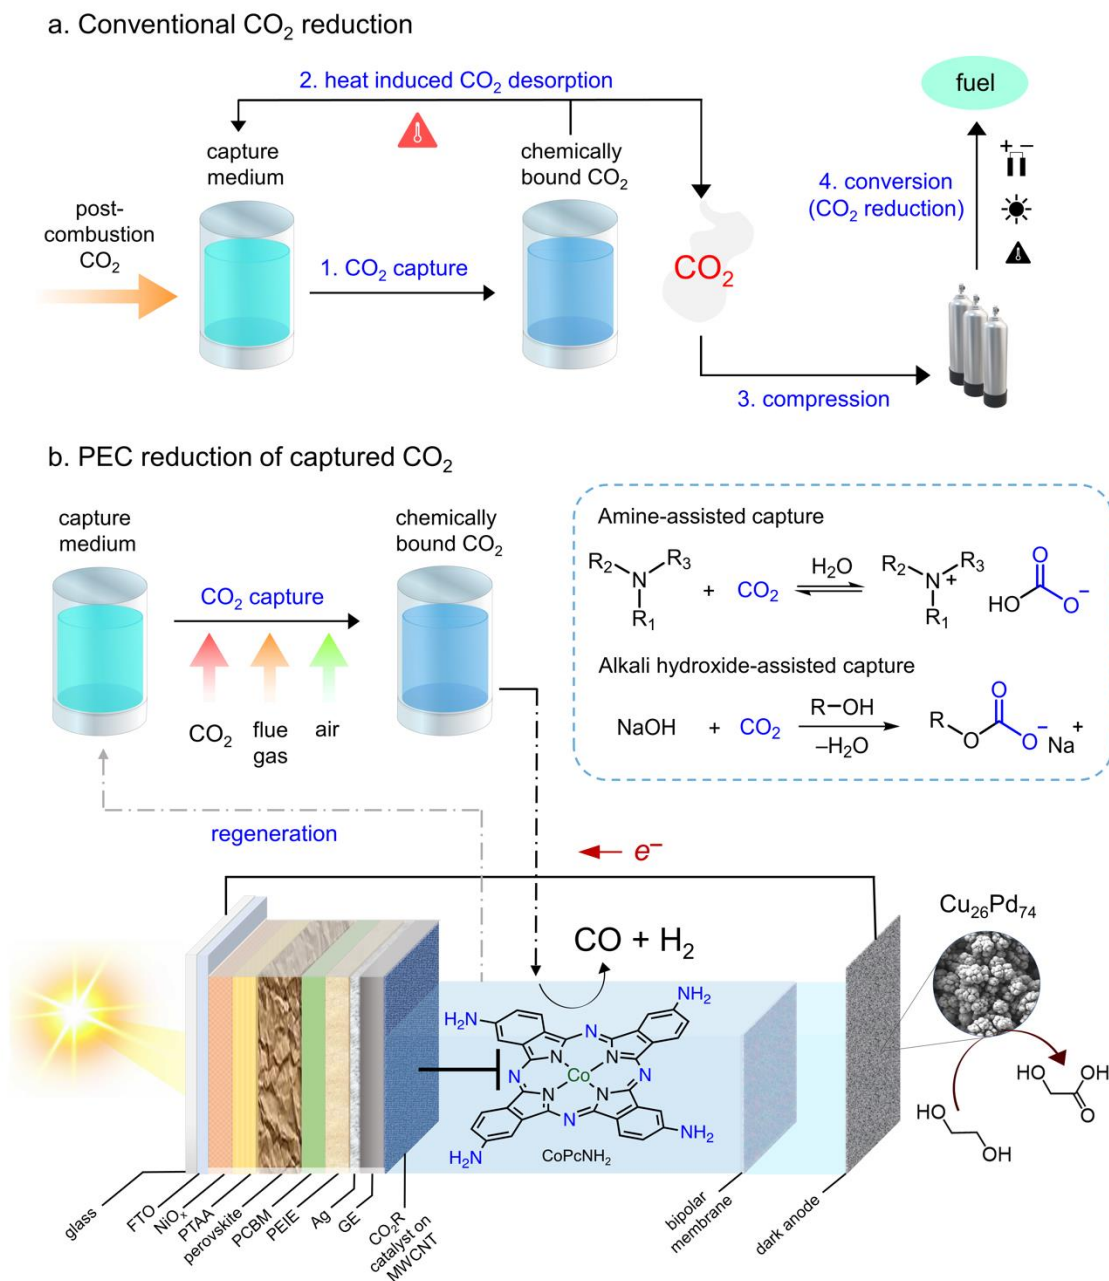 a. Conventional CO₂ reduction
2. heat induced CO₂ desorption
fuel
capture
medium
chemically
bound CO₂
+ –
4. conversion
(CO₂ reduction)
post-
combustion
CO₂
1. CO₂ capture
CO₂
3. compression
b. PEC reduction of captured CO₂
capture
medium
chemically
bound CO₂
CO₂ capture
CO₂
flue
gas
air
Amine-assisted capture
R₂ N R₃ R₁ + CO₂ H₂O R₂ N⁺ R₃ R₁ HO O O⁻
Alkali hydroxide-assisted capture
NaOH + CO₂ R–OH –H₂O R O O O⁻ Na⁺
regeneration
e⁻
Cu₂₆Pd₇₄
CO + H₂
H₂N NH₂
N N N
N Co N
N N N
H₂N NH₂
CoPcNH₂
HO OH
O
HO
OH
glass
FTO
NiOₓ
PTAA
perovskite
PCBM
PEIE
Ag
GE
CO₂R
catalyst on
MWCNT
bipolar
membrane
dark anode